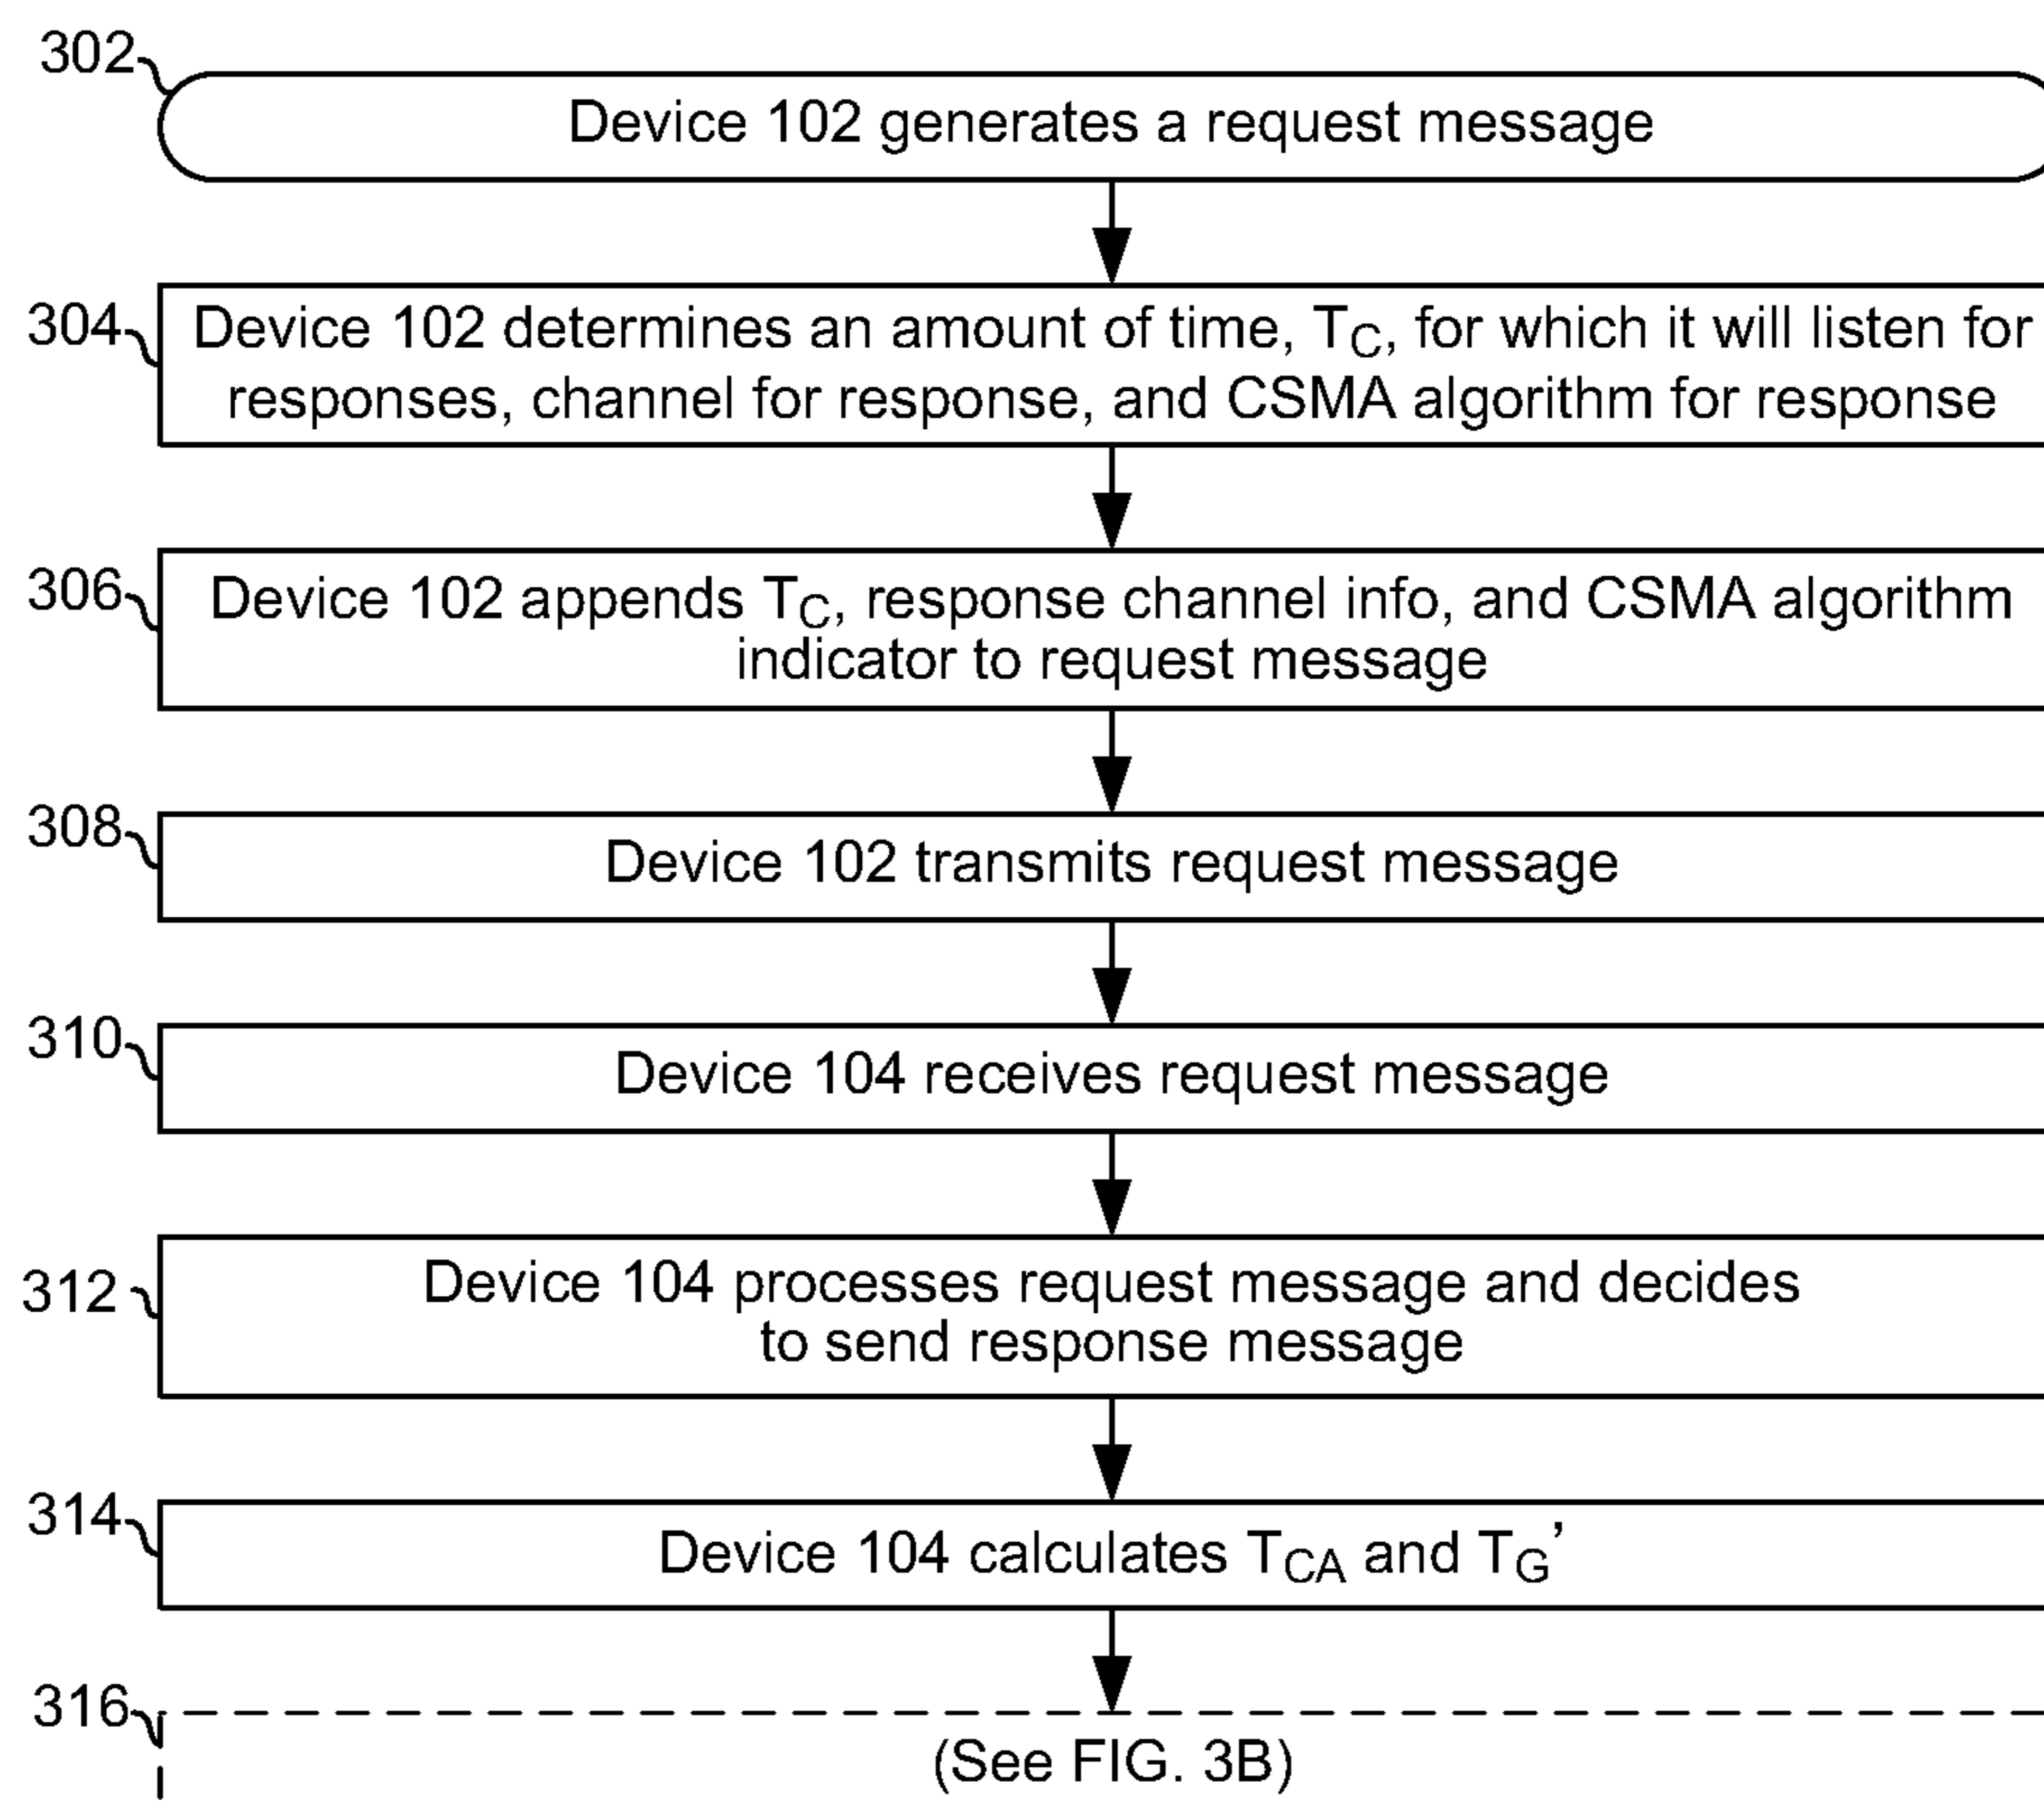 302
Device 102 generates a request message
304
Device 102 determines an amount of time, TC, for which it will listen for
responses, channel for response, and CSMA algorithm for response
306
Device 102 appends TC, response channel info, and CSMA algorithm
indicator to request message
308
Device 102 transmits request message
310
Device 104 receives request message
312
Device 104 processes request message and decides
to send response message
314
Device 104 calculates TCA and TG’
316
(See FIG. 3B)